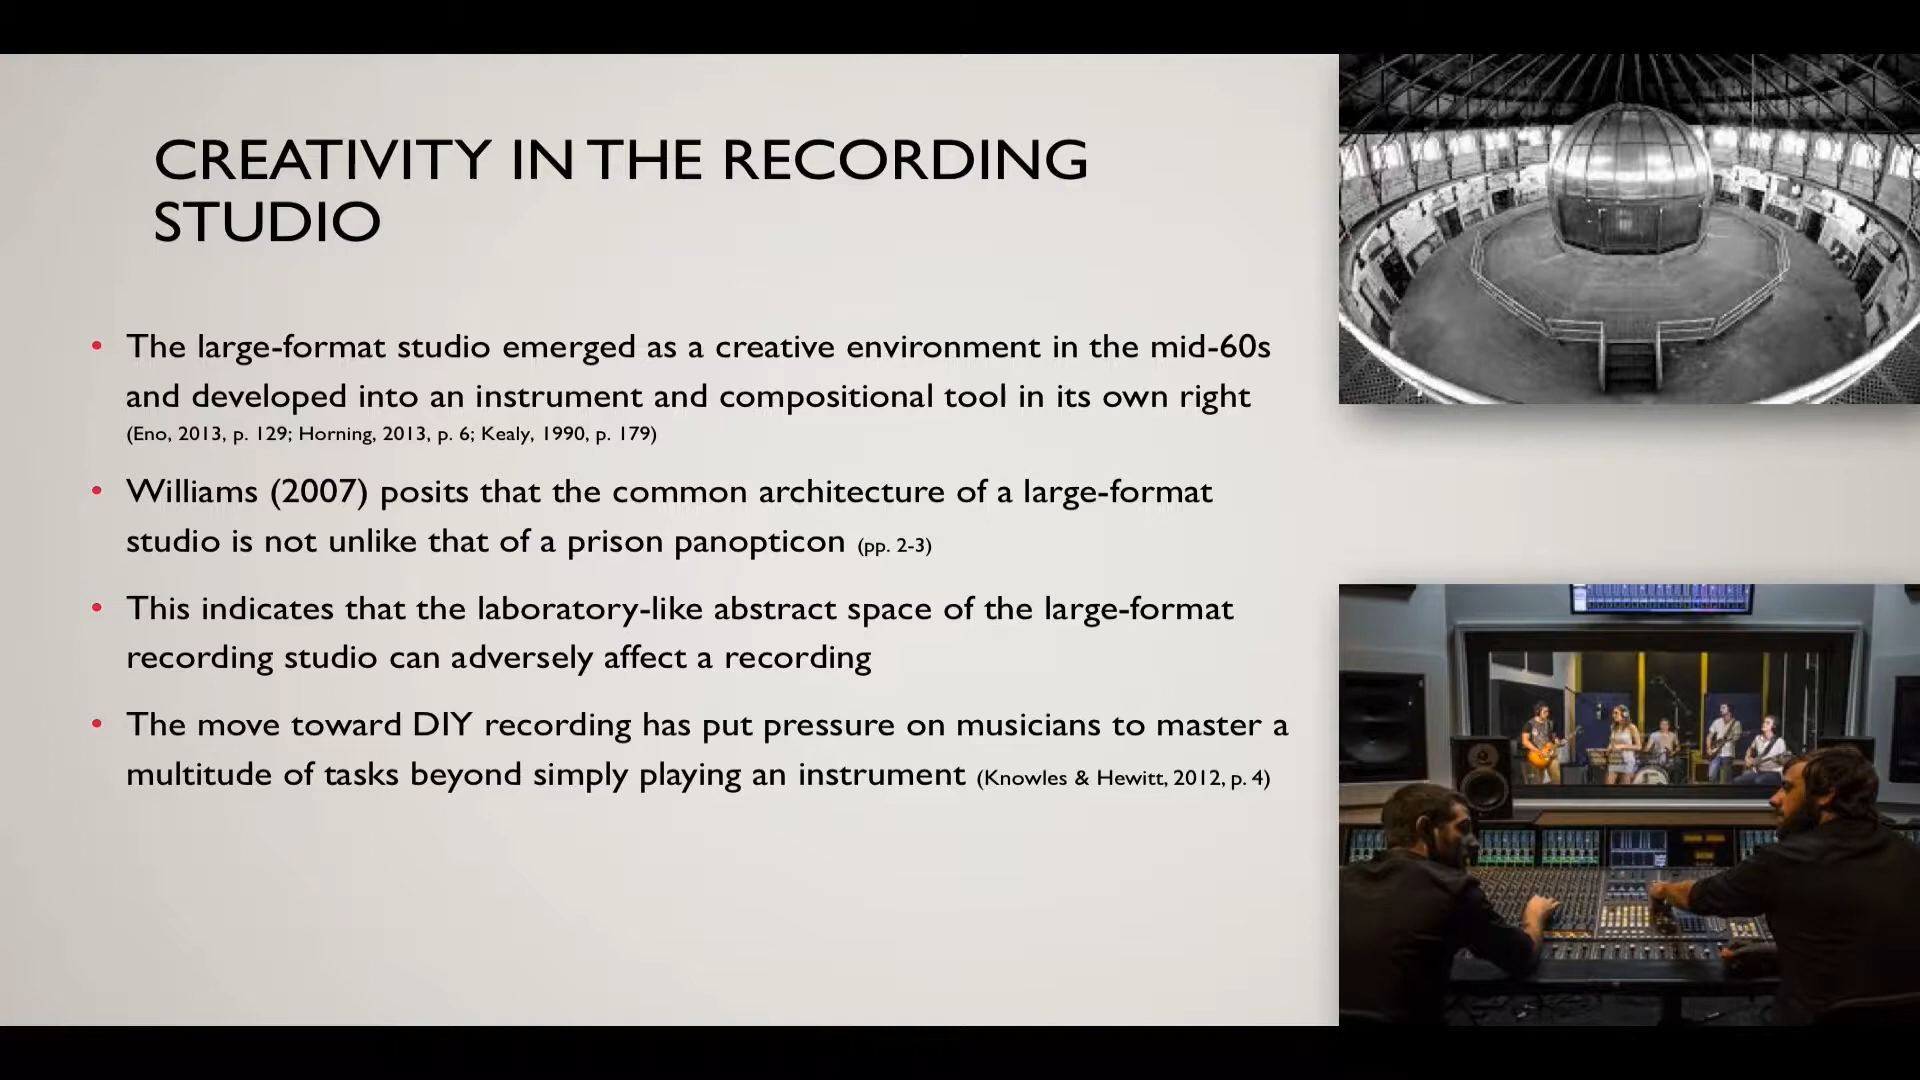 CREATIVITY IN THE RECORDING
STUDIO
• The large-format studio emerged as a creative environment in the mid-60s
and developed into an instrument and compositional tool in its own right
(Eno, 2013, p. 129; Horning, 2013, p. 6; Kealy, 1990, p. 179)
• Williams (2007) posits that the common architecture of a large-format
studio is not unlike that of a prison panopticon (pp. 2-3)
• This indicates that the laboratory-like abstract space of the large-format
recording studio can adversely affect a recording
• The move toward DIY recording has put pressure on musicians to master a
multitude of tasks beyond simply playing an instrument (Knowles & Hewitt, 2012, p. 4)